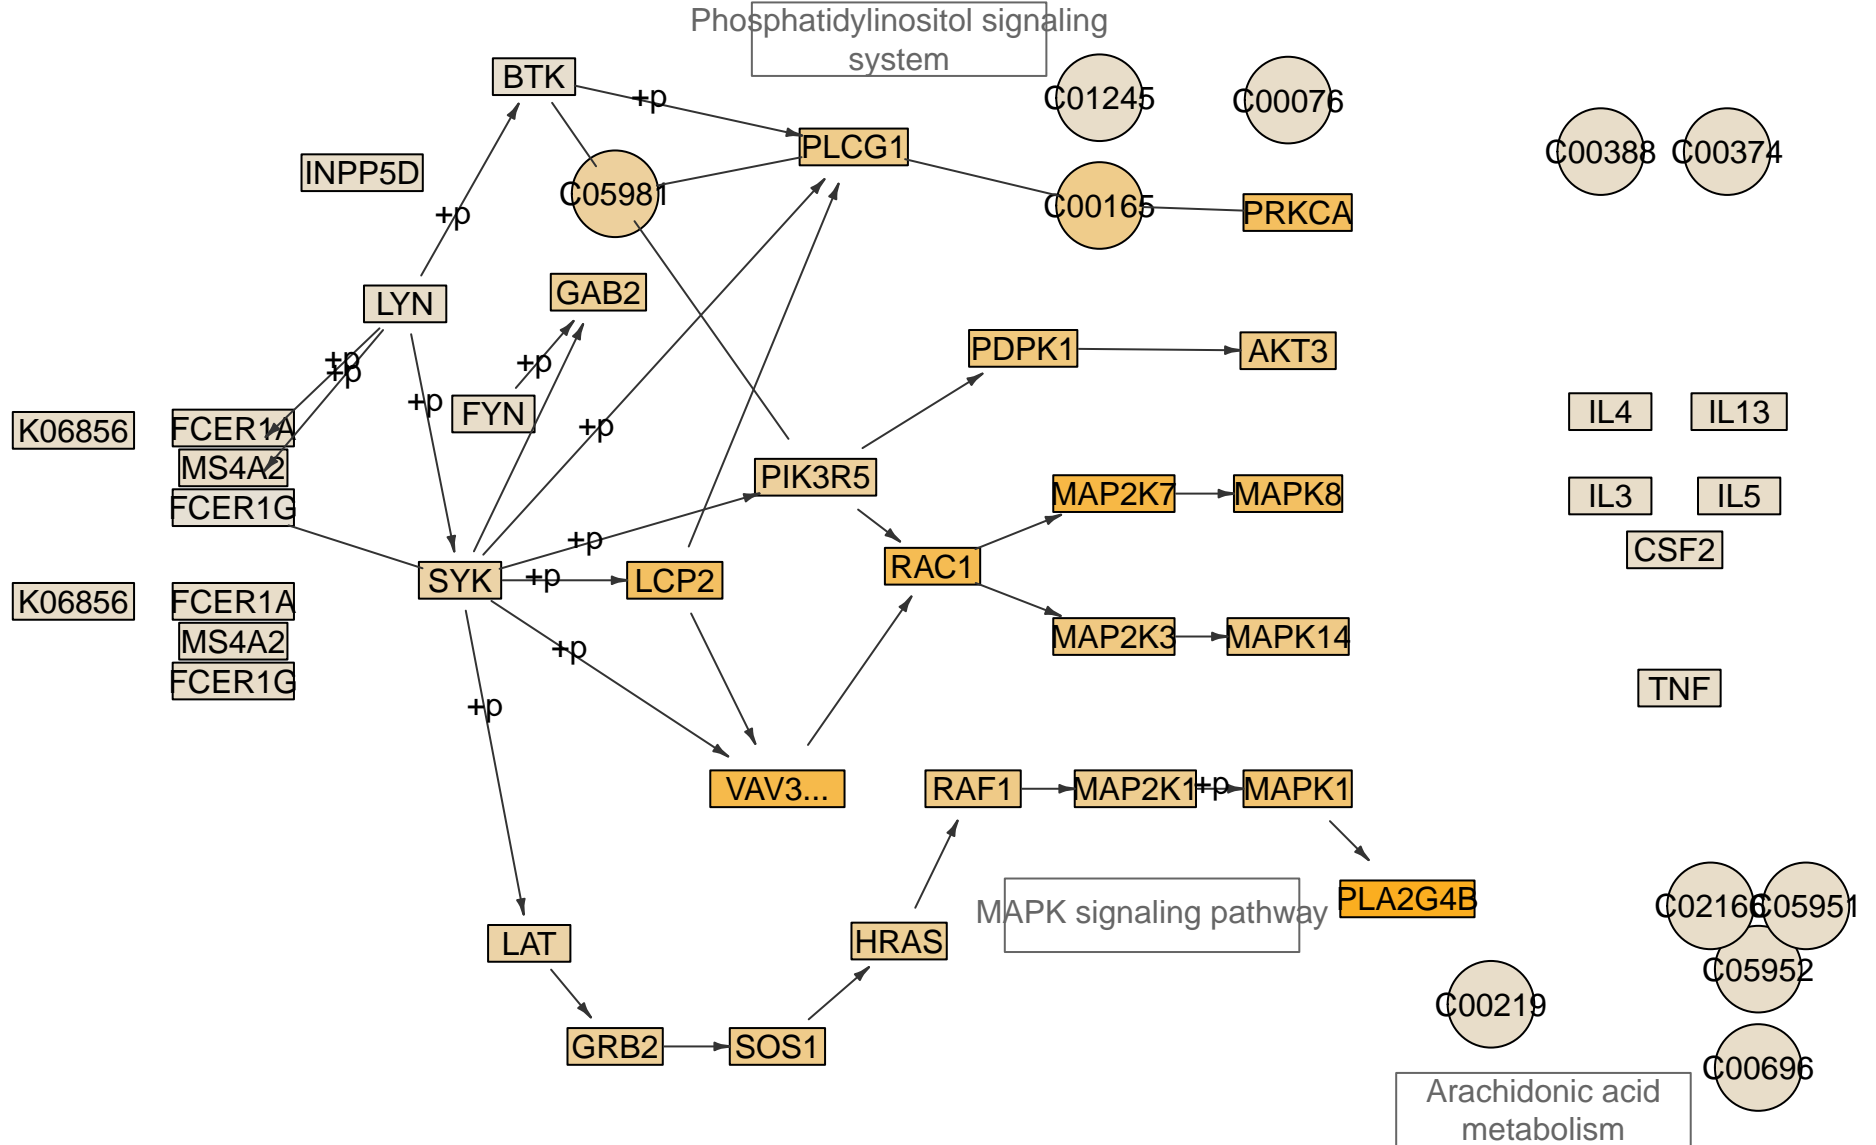 Phosphatidylinositol signaling
system
BTK
+p
C01245
C00076
PLCG1
C00388
C00374
INPP5D
C05981
C00165
PRKCA
+p
LYN
GAB2
+p
+p
+p
PDPK1
AKT3
+p
FYN
+p
IL4
IL13
K06856
FCER1A
MS4A2
FCER1G
PIK3R5
MAP2K7
MAPK8
IL3
IL5
+p
CSF2
SYK
+p
LCP2
RAC1
K06856
FCER1A
MS4A2
FCER1G
+p
MAP2K3
MAPK14
TNF
+p
VAV3...
RAF1
MAP2K1
+p
MAPK1
PLA2G4B
MAPK signaling pathway
C02166
C05951
LAT
HRAS
C05952
C00219
GRB2
SOS1
C00696
Arachidonic acid
metabolism